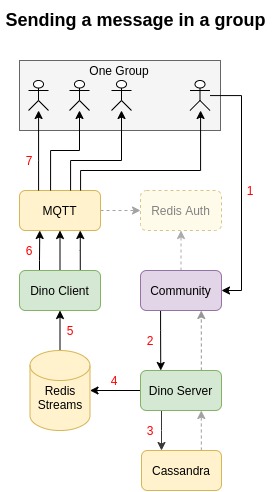 Sending a message in a group
One Group
7
1
MQTT
Redis Auth
6
Dino Client
Community
5
2
Redis
Streams
4
Dino Server
3
Cassandra